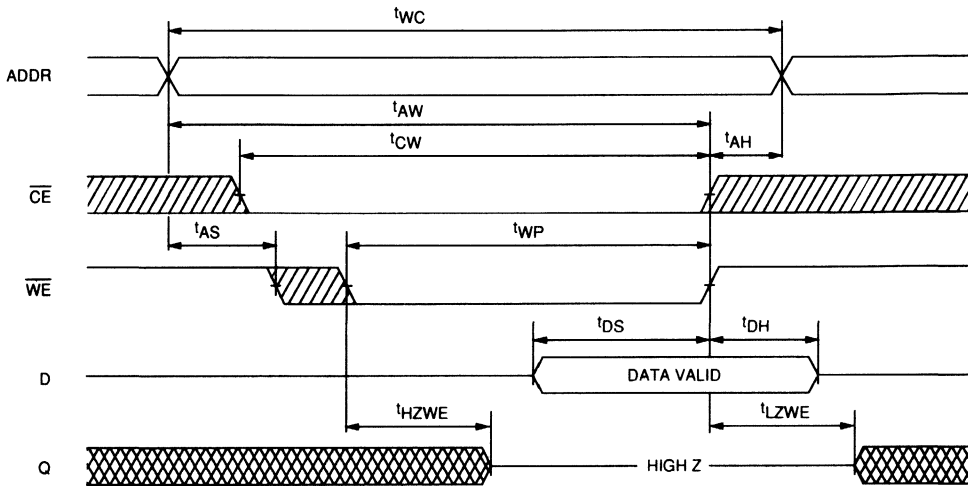 tWC
ADDR
tAW
tCW
tAH
CE
tAS
tWP
WE
tDS
tDH
D
DATA VALID
tHZWE
tLZWE
Q
HIGH Z